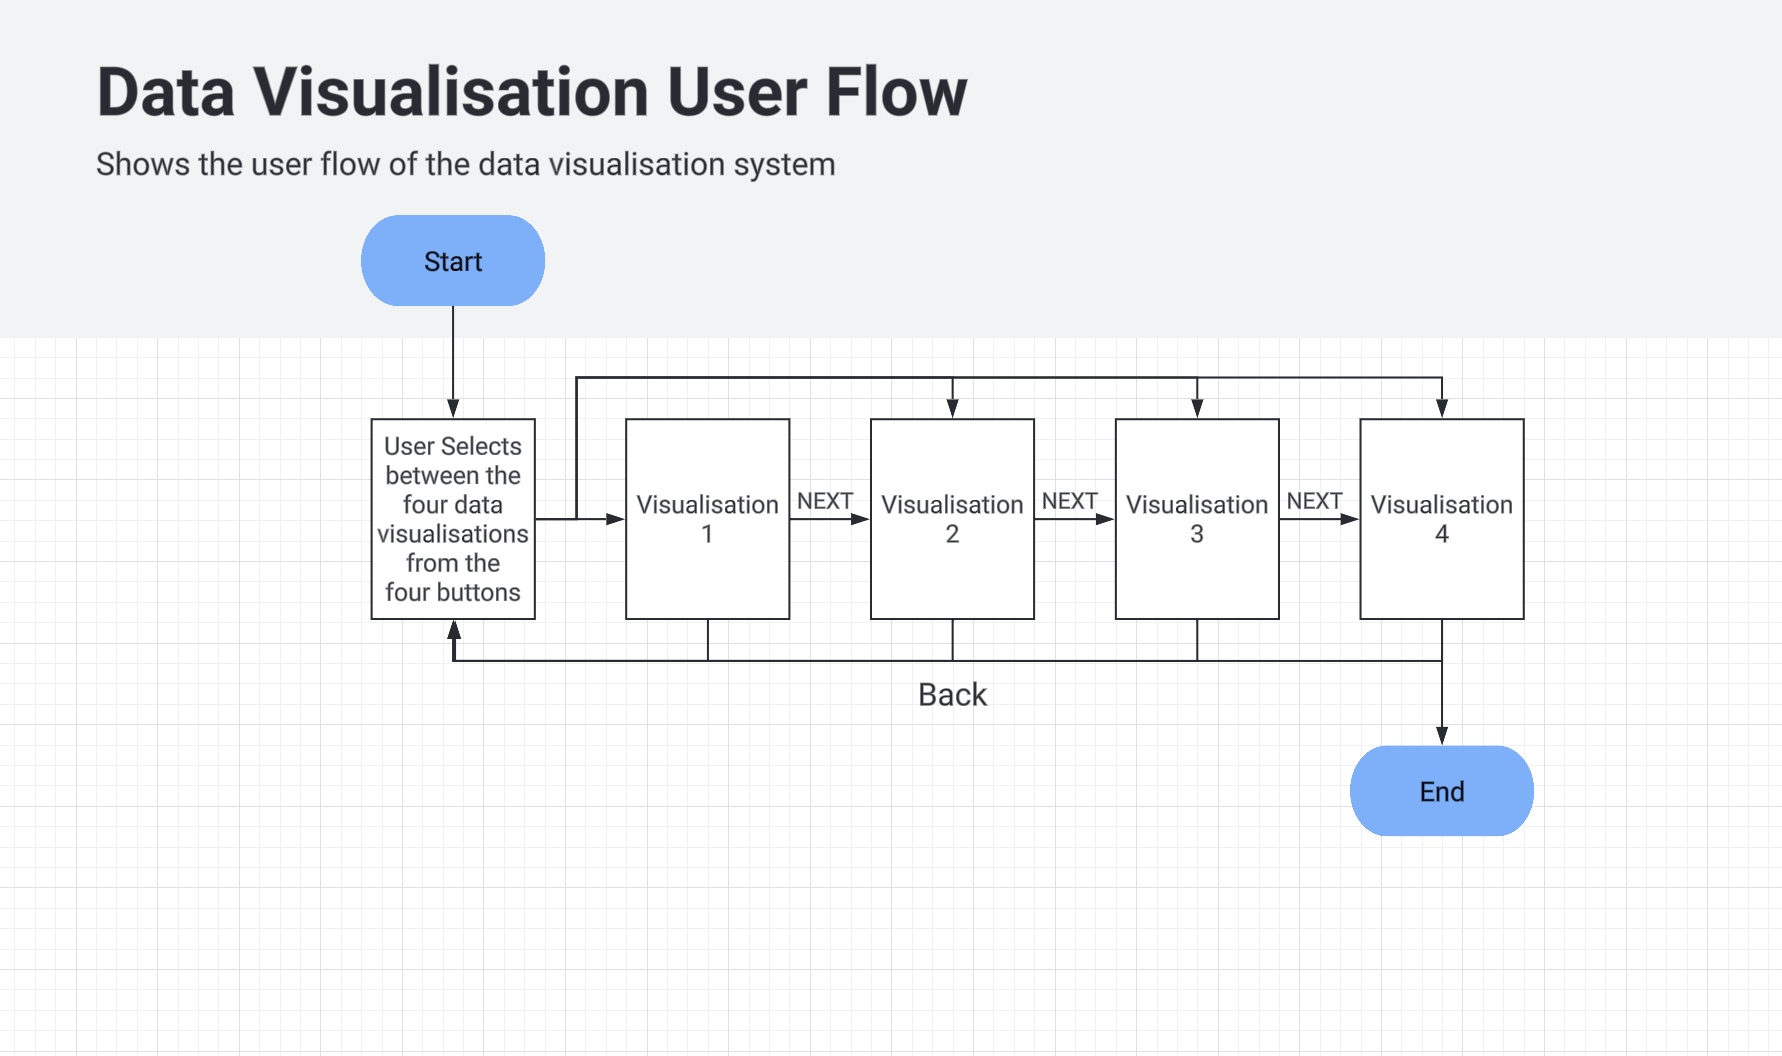 Data Visualisation User Flow
Shows the user flow of the data visualisation system
Start
User Selects
between the
four data
visualisations
from the
four buttons
Visualisation
1
NEXT
Visualisation
2
NEXT
Visualisation
3
NEXT
Visualisation
4
Back
End